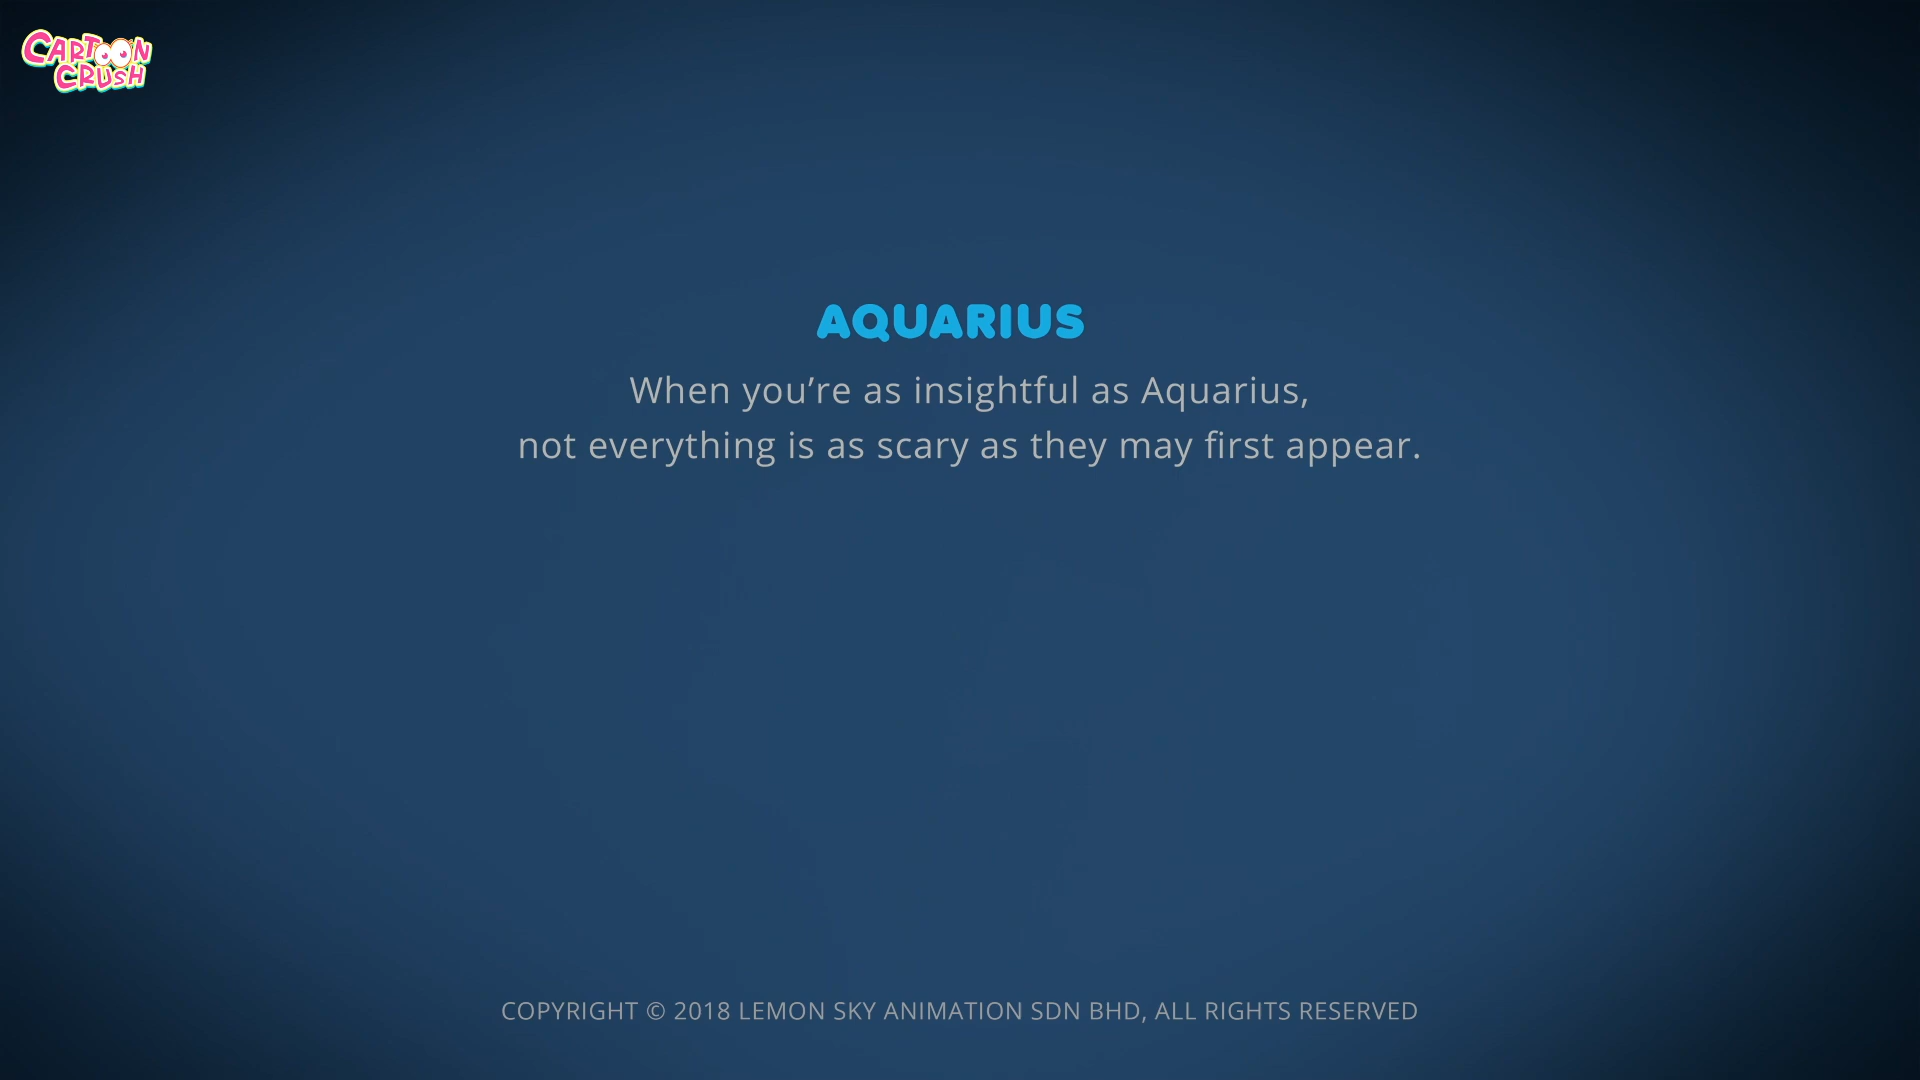 CARTOON
CRUSH
AQUARIUS
When you’re as insightful as Aquarius,
not everything is as scary as they may first appear.
COPYRIGHT © 2018 LEMON SKY ANIMATION SDN BHD, ALL RIGHTS RESERVED